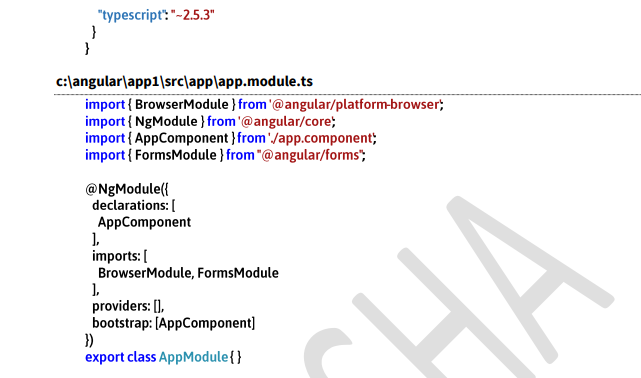 "typescript": "~2.5.3"
}
}
c:\angular\app1\src\app\app.module.ts
import { BrowserModule } from '@angular/platform-browser';
import { NgModule } from '@angular/core';
import { AppComponent } from './app.component';
import { FormsModule } from "@angular/forms";
@NgModule({
declarations: [
AppComponent
],
imports: [
BrowserModule, FormsModule
],
providers: [],
bootstrap: [AppComponent]
})
export class AppModule { }